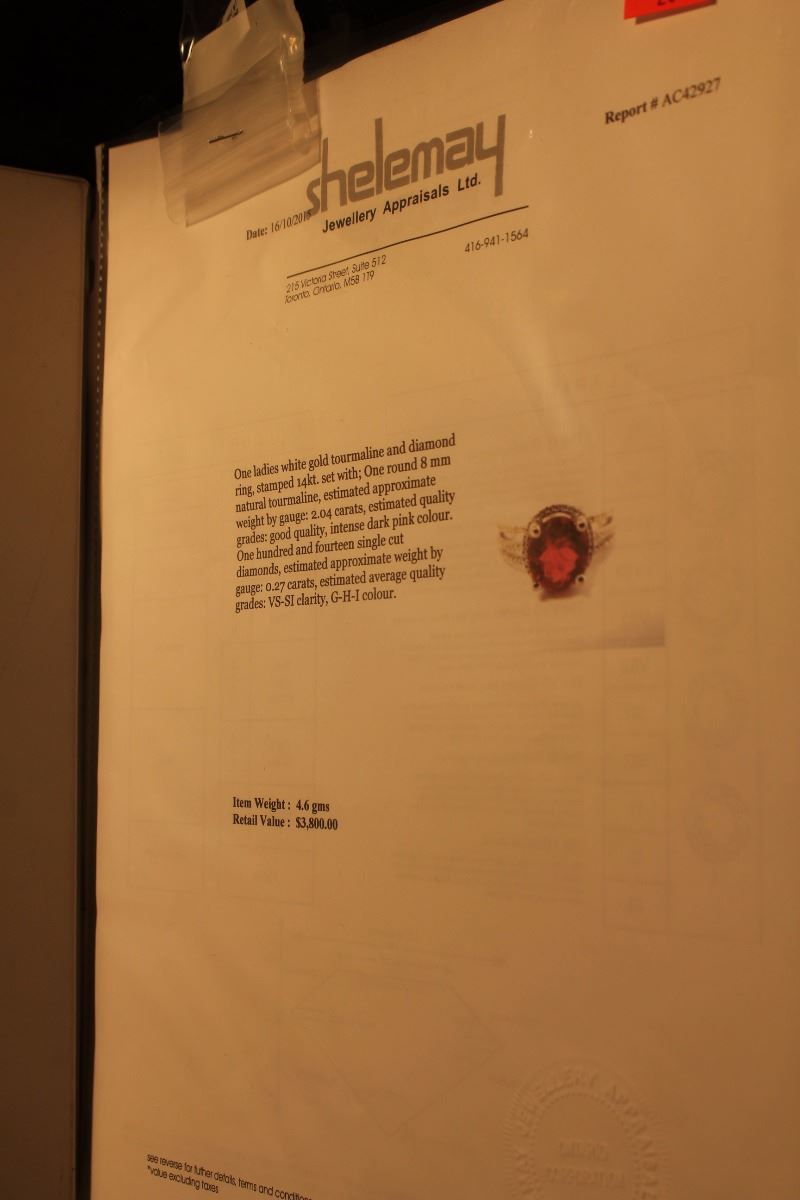 Report # AC42927
shelemay
Jewellery Appraisals Ltd.
Date: 16/10/2015
416-941-1564
215 Victoria Street, Suite 512
Toronto, Ontario, M5B 1T9
One ladies white gold tourmaline and diamond
ring, stamped 14kt. set with; One round 8 mm
natural tourmaline, estimated approximate
weight by gauge: 2.04 carats, estimated quality
grades: good quality, intense dark pink colour.
One hundred and fourteen single cut
diamonds, estimated approximate weight by
gauge: 0.27 carats, estimated average quality
grades: VS-SI clarity, G-H-I colour.
Item Weight : 4.6 gms
Retail Value : $3,800.00
JEWELLERY APPRAISALS
ONTARIO
CORPORATION
see reverse for futher details, terms and conditions
*value excluding taxes